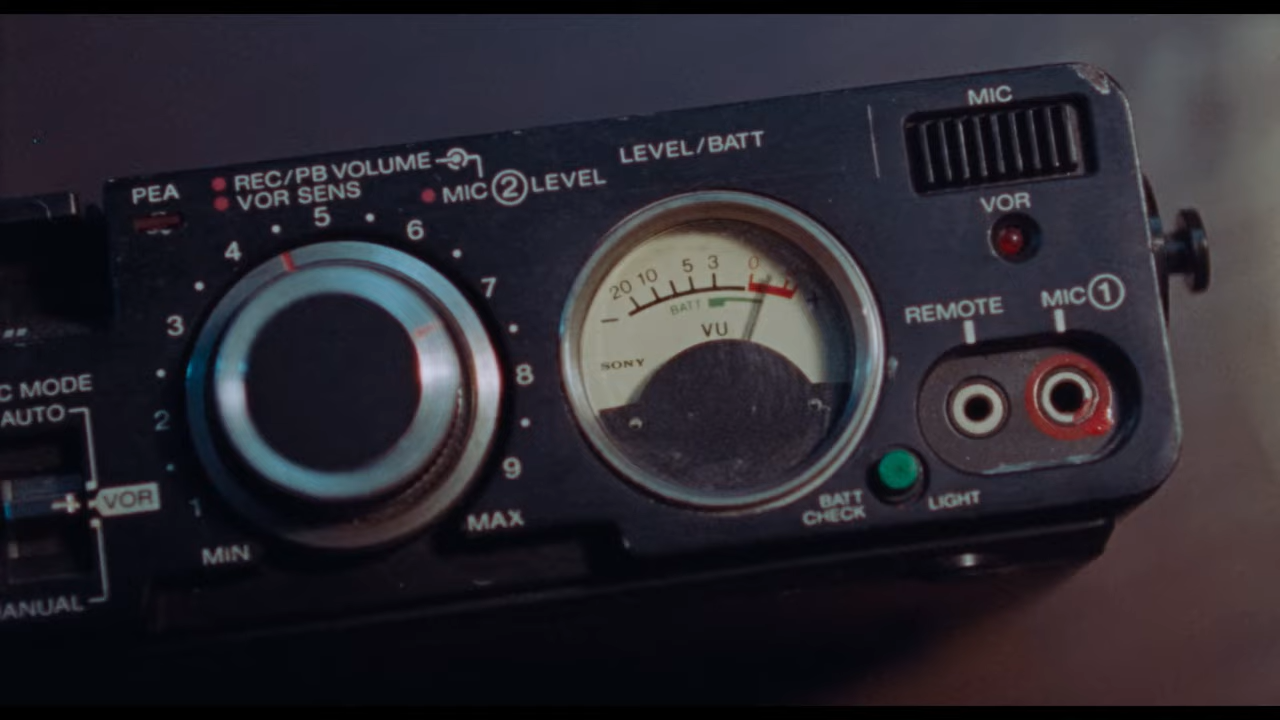 MIC
LEVEL/BATT
PEA
REC/PB VOLUME
VOR SENS
MIC ② LEVEL
VOR
1
2
3
4
5
6
7
8
9
MIN
MAX
20 10 5 3 0
- +
BATT
VU
SONY
REMOTE
MIC ①
C MODE
AUTO
VOR
ANUAL
BATT
CHECK
LIGHT